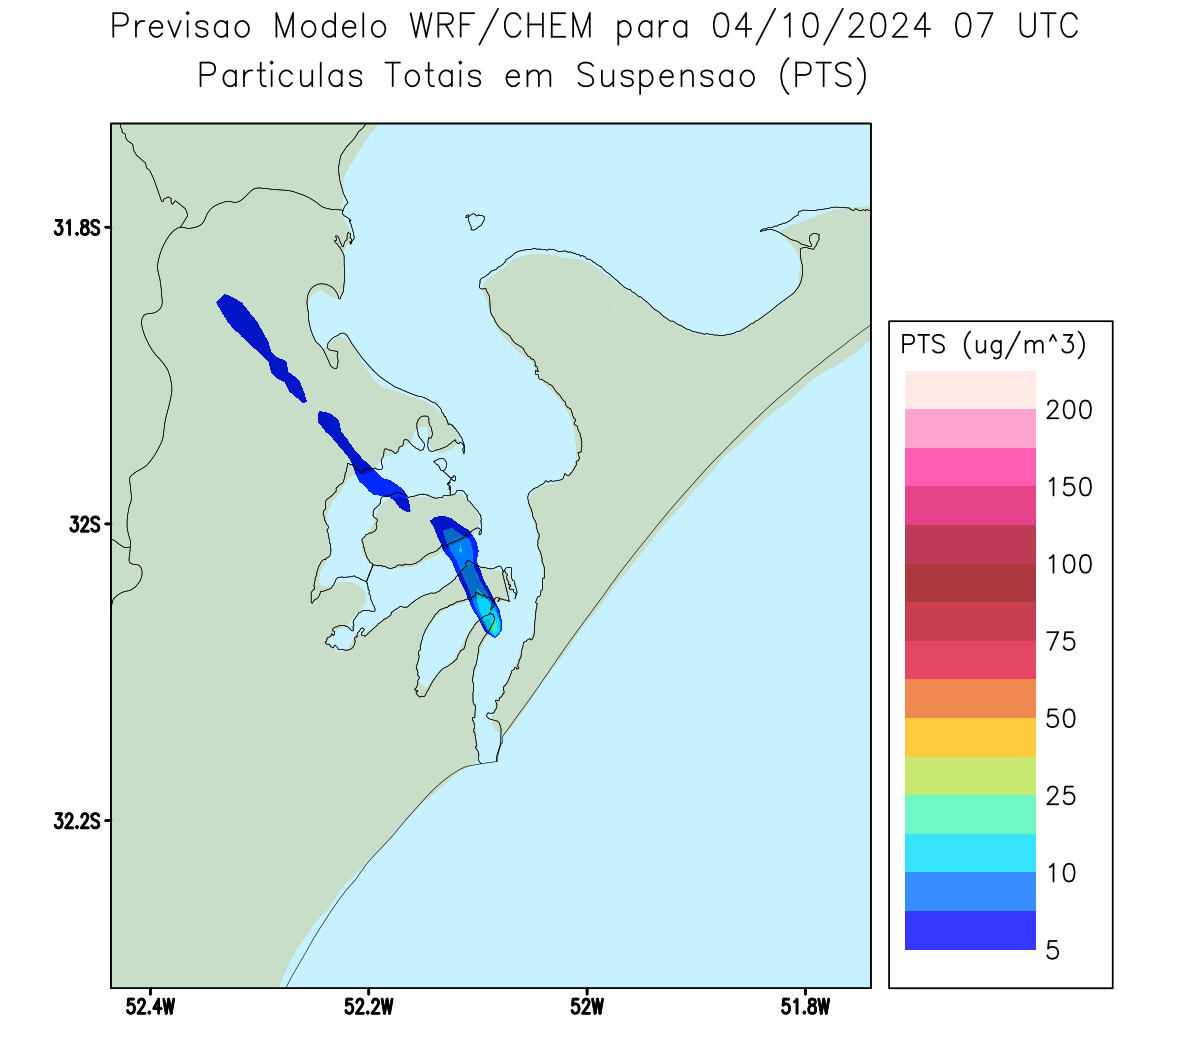 Previsao Modelo WRF/CHEM para 04/10/2024 07 UTC
Particulas Totais em Suspensao (PTS)
31.8S
32S
32.2S
52.4W 52.2W 52W 51.8W
PTS (ug/m^3)
200
150
100
75
50
25
10
5